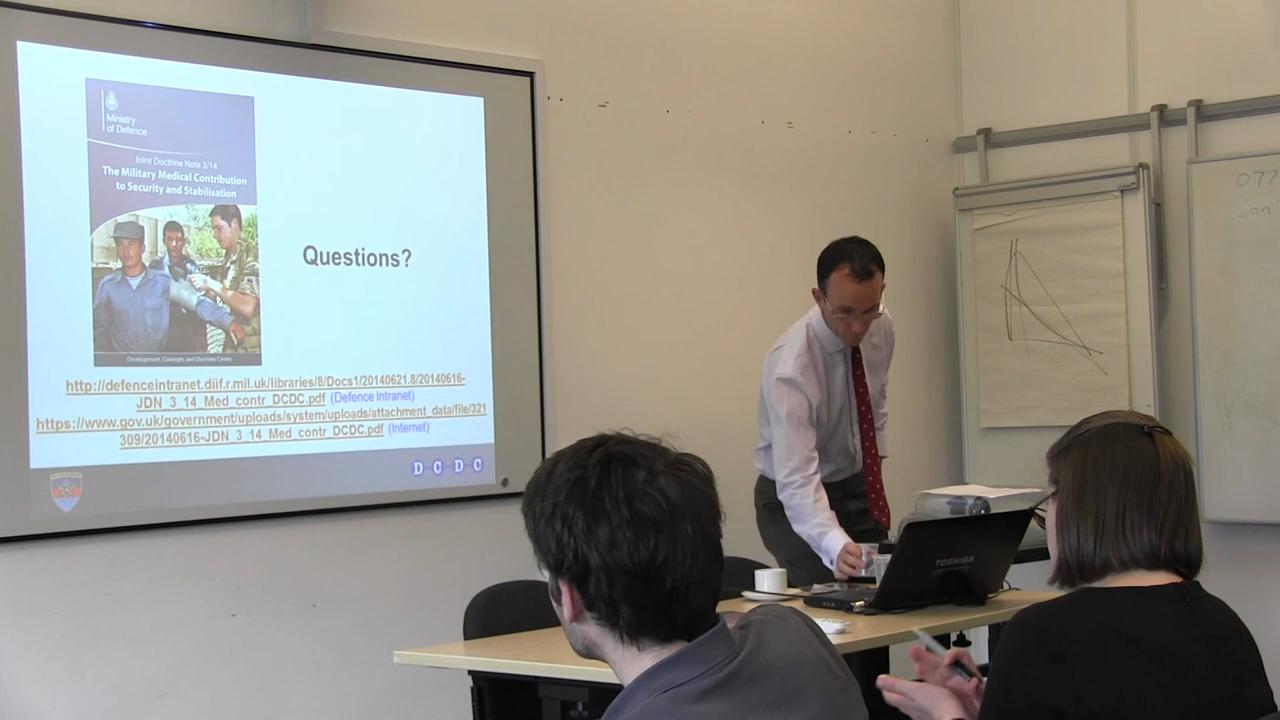 Ministry
of Defence
Joint Doctrine Note 3/14
The Military Medical Contribution
to Security and Stabilisation
Questions?
Development, Concepts and Doctrine Centre
http://defenceintranet.diif.r.mil.uk/libraries/8/Docs1/20140621.8/20140616-
JDN_3_14_Med_contr_DCDC.pdf (Defence Intranet)
https://www.gov.uk/government/uploads/system/uploads/attachment_data/file/321
309/20140616-JDN_3_14_Med_contr_DCDC.pdf (Internet)
D C D C
TOSHIBA
077